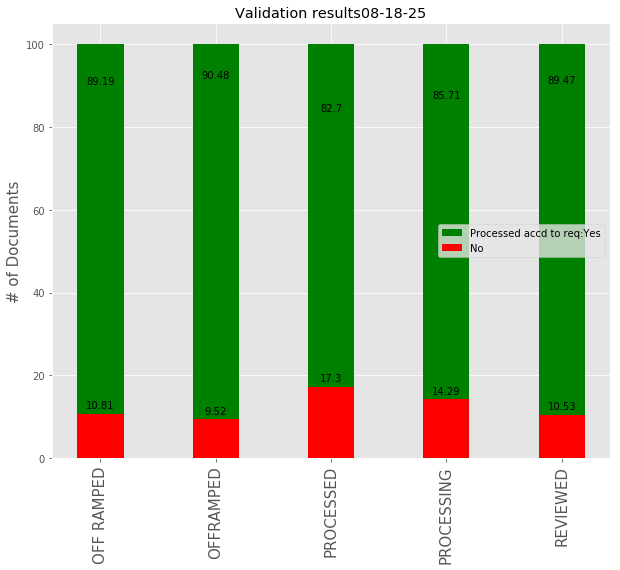 Validation results08-18-25
# of Documents
100
80
60
40
20
0
89.19
90.48
82.7
85.71
89.47
10.81
9.52
17.3
14.29
10.53
Processed accd to req:Yes
No
OFF RAMPED
OFFRAMPED
PROCESSED
PROCESSING
REVIEWED